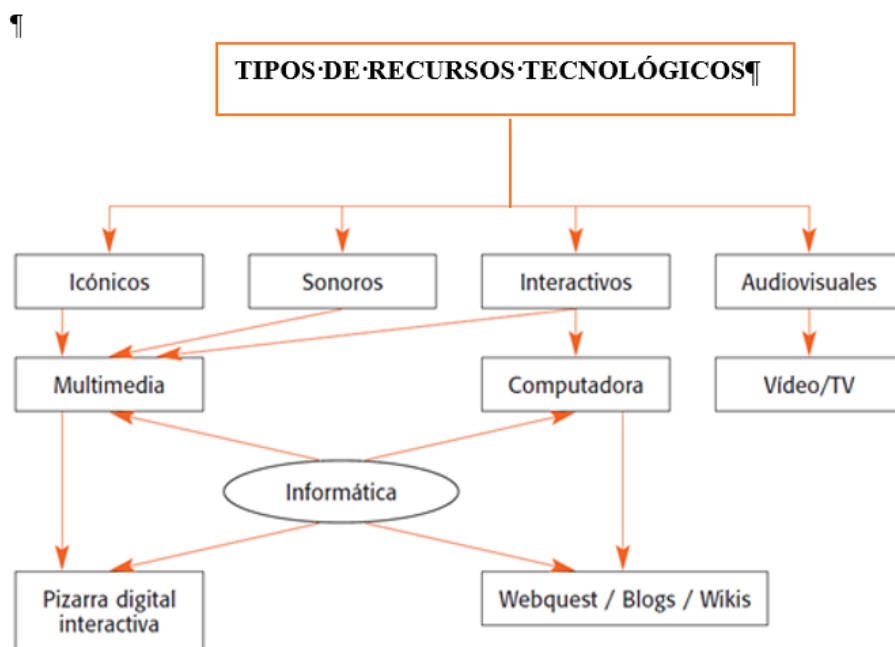 ¶
TIPOS·DE·RECURSOS·TECNOLÓGICOS¶
Icónicos
Sonoros
Interactivos
Audiovisuales
Multimedia
Computadora
Vídeo/TV
Informática
Pizarra digital
interactiva
Webquest / Blogs / Wikis